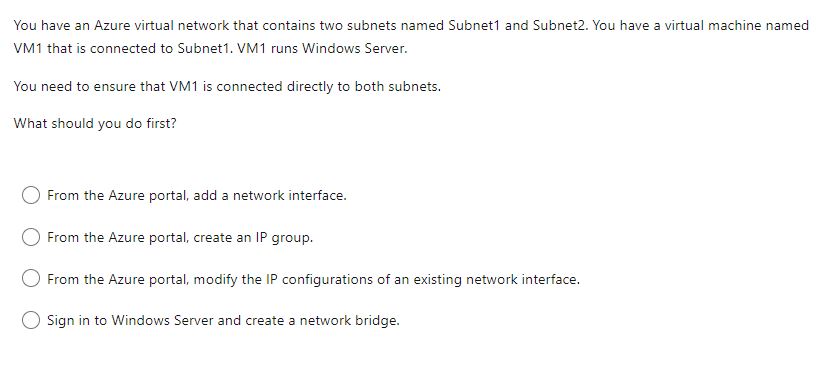 You have an Azure virtual network that contains two subnets named Subnet1 and Subnet2. You have a virtual machine named
VM1 that is connected to Subnet1. VM1 runs Windows Server.
You need to ensure that VM1 is connected directly to both subnets.
What should you do first?
From the Azure portal, add a network interface.
From the Azure portal, create an IP group.
From the Azure portal, modify the IP configurations of an existing network interface.
Sign in to Windows Server and create a network bridge.